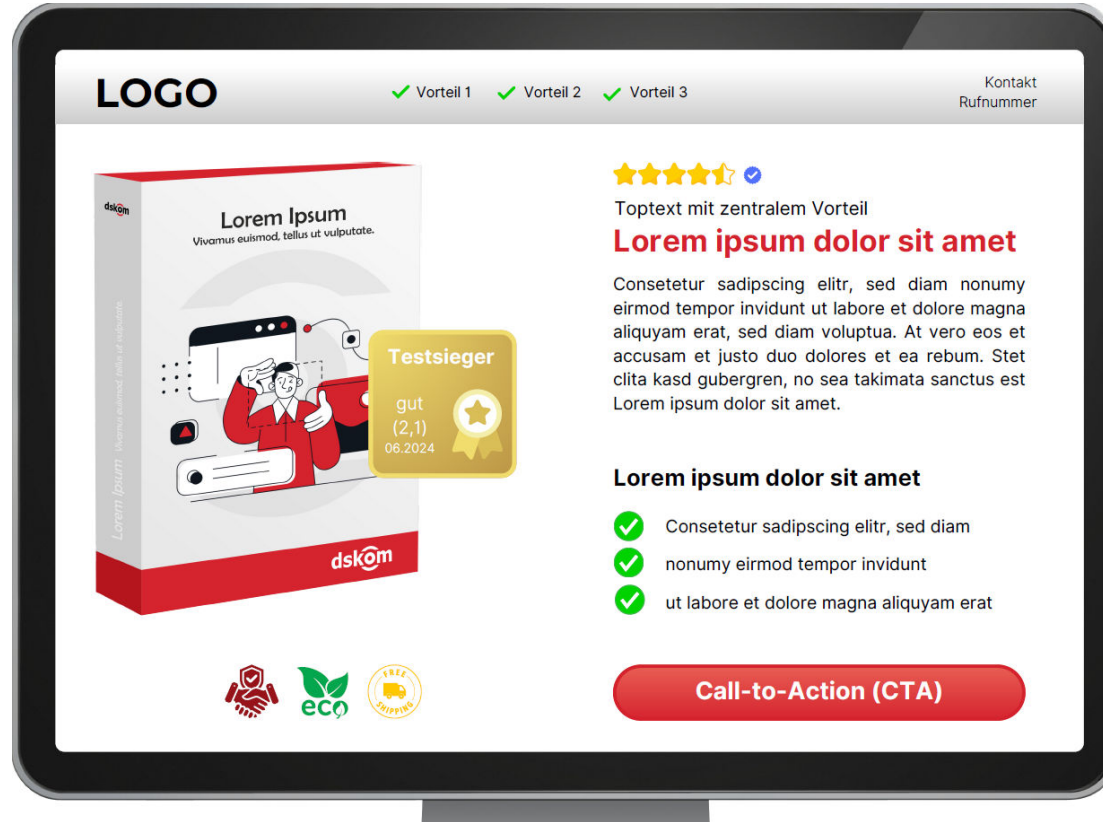 LOGO
Vorteil 1
Vorteil 2
Vorteil 3
Kontakt
Rufnummer
dskom
Lorem Ipsum
Vivamus euismod, tellus ut vulputate.
Lorem Ipsum Vivamus euismod, tellus ut vulputate.
dskom
Testsieger
gut
(2,1)
06.2024
eco
FREE
SHIPPING
Toptext mit zentralem Vorteil
Lorem ipsum dolor sit amet
Consetetur sadipscing elitr, sed diam nonumy
eirmod tempor invidunt ut labore et dolore magna
aliquyam erat, sed diam voluptua. At vero eos et
accusam et justo duo dolores et ea rebum. Stet
clita kasd gubergren, no sea takimata sanctus est
Lorem ipsum dolor sit amet.
Lorem ipsum dolor sit amet
Consetetur sadipscing elitr, sed diam
nonumy eirmod tempor invidunt
ut labore et dolore magna aliquyam erat
Call-to-Action (CTA)